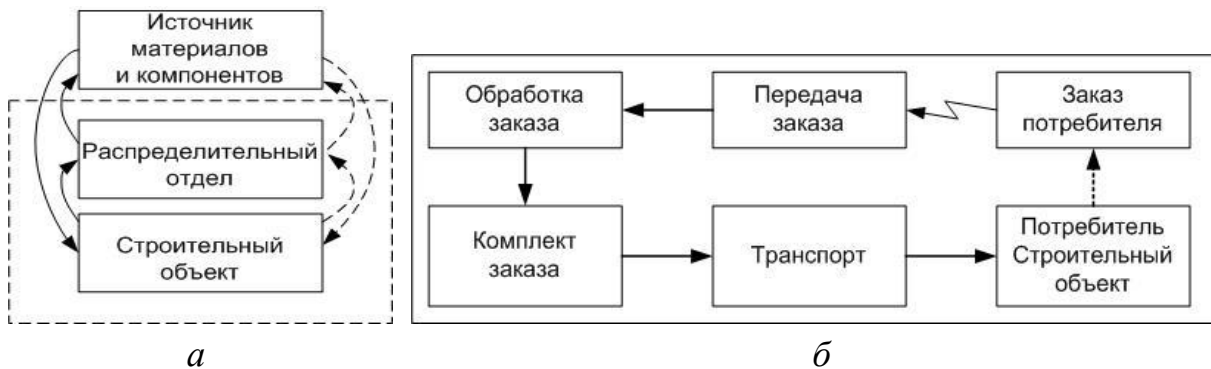 Источник
материалов
и компонентов
Распределительный
отдел
Строительный
объект
а
Обработка
заказа
Передача
заказа
Заказ
потребителя
Комплект
заказа
Транспорт
Потребитель
Строительный
объект
б